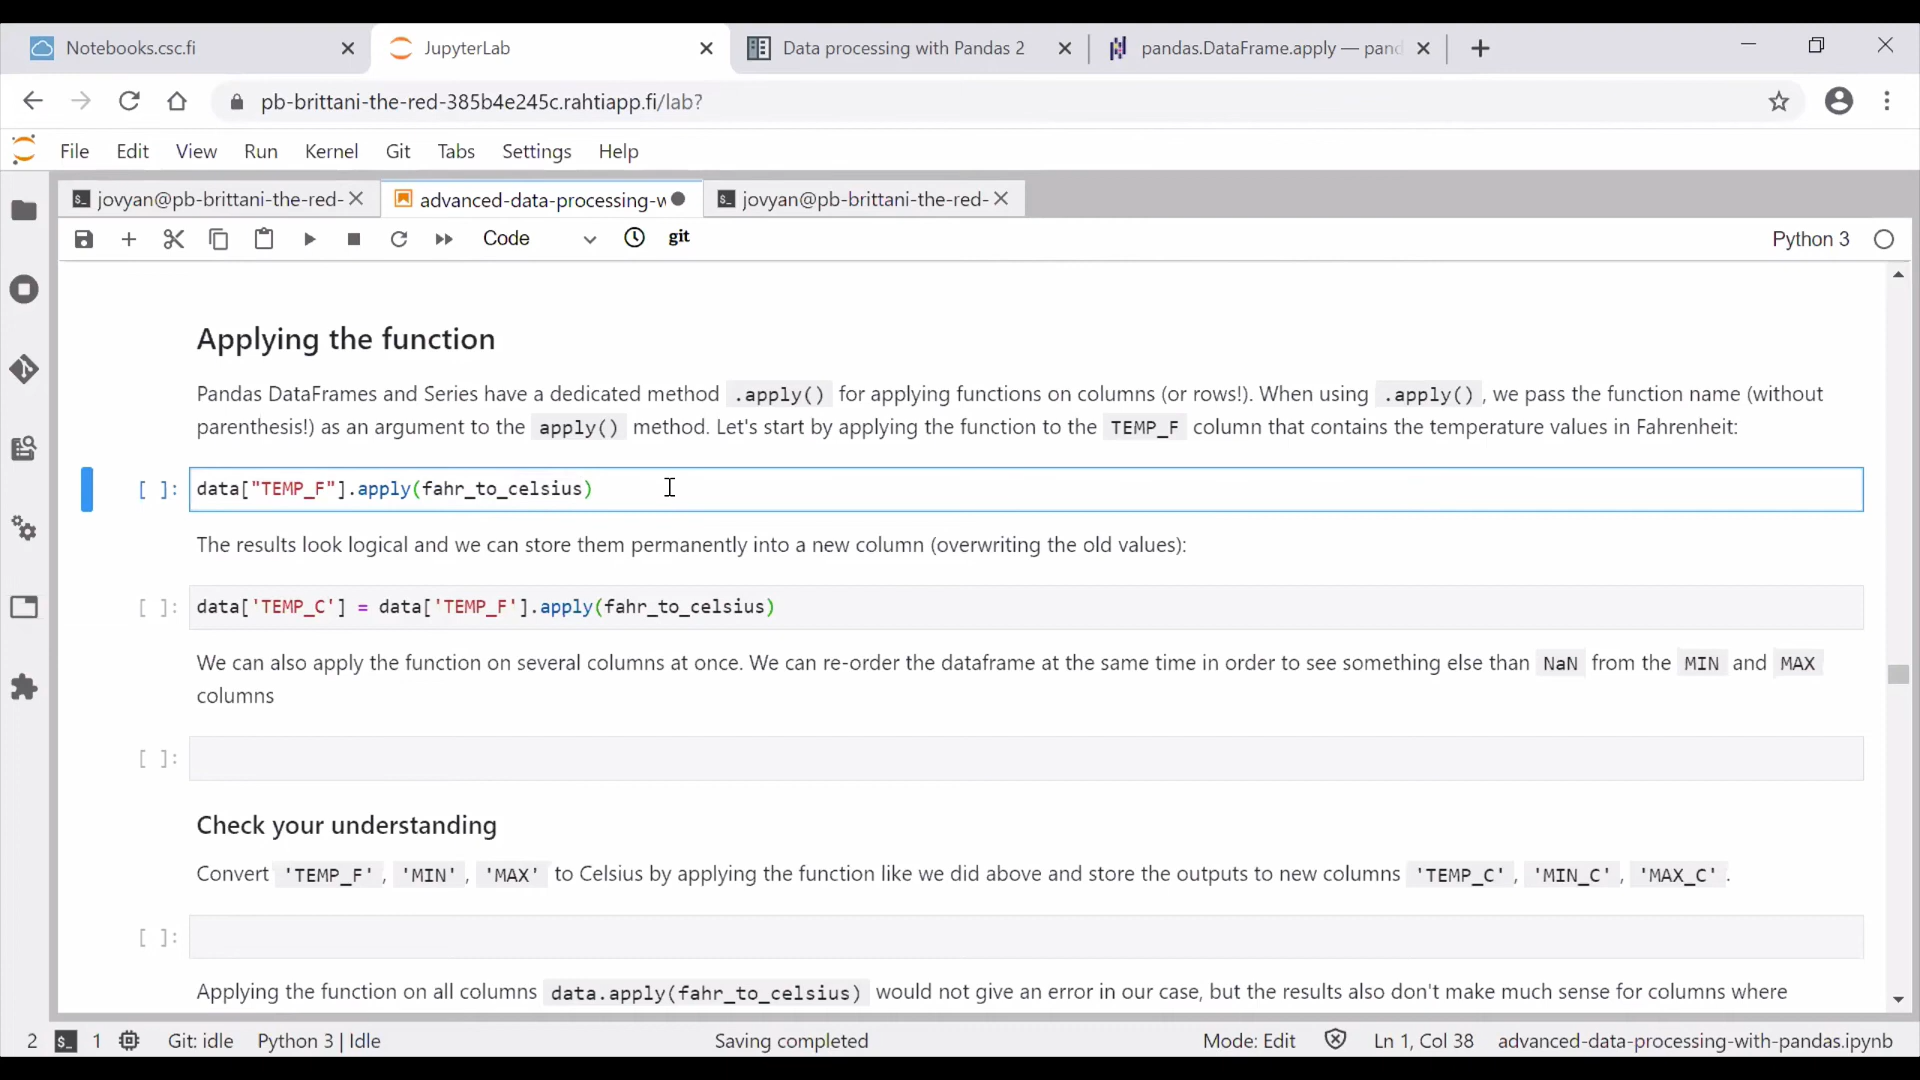 Notebooks.csc.fi
JupyterLab
Data processing with Pandas 2
pandas.DataFrame.apply — pand
pb-brittani-the-red-385b4e245c.rahtiapp.fi/lab?
File Edit View Run Kernel Git Tabs Settings Help
jovyan@pb-brittani-the-red-
advanced-data-processing-w
jovyan@pb-brittani-the-red-
Code
git
Python 3
Applying the function
Pandas DataFrames and Series have a dedicated method .apply() for applying functions on columns (or rows!). When using .apply() , we pass the function name (without
parenthesis!) as an argument to the apply() method. Let's start by applying the function to the TEMP_F column that contains the temperature values in Fahrenheit:
[ ]: data["TEMP_F"].apply(fahr_to_celsius)
The results look logical and we can store them permanently into a new column (overwriting the old values):
[ ]: data['TEMP_C'] = data['TEMP_F'].apply(fahr_to_celsius)
We can also apply the function on several columns at once. We can re-order the dataframe at the same time in order to see something else than NaN from the MIN and MAX
columns
[ ]:
Check your understanding
Convert 'TEMP_F' , 'MIN' , 'MAX' to Celsius by applying the function like we did above and store the outputs to new columns 'TEMP_C' , 'MIN_C' , 'MAX_C' .
[ ]:
Applying the function on all columns data.apply(fahr_to_celsius) would not give an error in our case, but the results also don't make much sense for columns where
2 $_ 1 Git: idle Python 3 | Idle Saving completed Mode: Edit Ln 1, Col 38 advanced-data-processing-with-pandas.ipynb